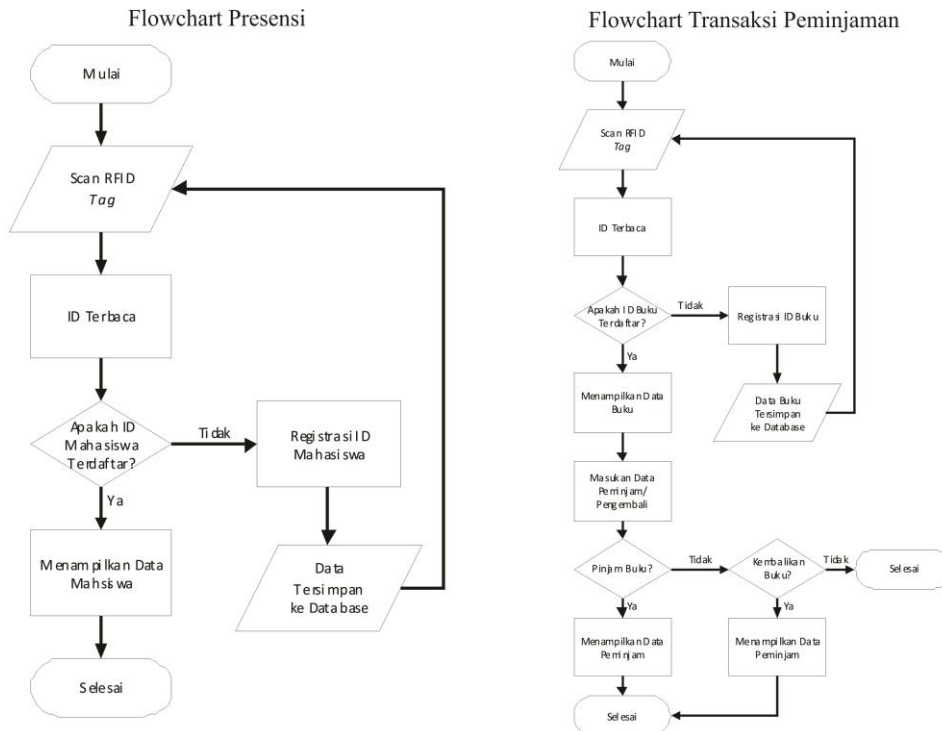 Flowchart Presensi
Mulai
Scan RFID
Tag
ID Terbaca
Apakah ID
Mahasiswa
Terdaftar?
Tidak
Registrasi ID
Mahasiswa
Ya
Menampilkan Data
Mahsiswa
Data
Tersimpan
ke Database
Selesai
Flowchart Transaksi Peminjaman
Mulai
Scan RFID
Tag
ID Terbaca
Apakah ID Buku
Terdaftar?
Tidak
Registrasi ID Buku
Ya
Menampilkan Data
Buku
Data Buku
Tersimpan
ke Database
Masukan Data
Peminjam/
Pengembali
Pinjam Buku?
Tidak
Kembalikan
Buku?
Tidak
Selesai
Ya
Ya
Menampilkan Data
Peminjam
Menampilkan Data
Peminjam
Selesai